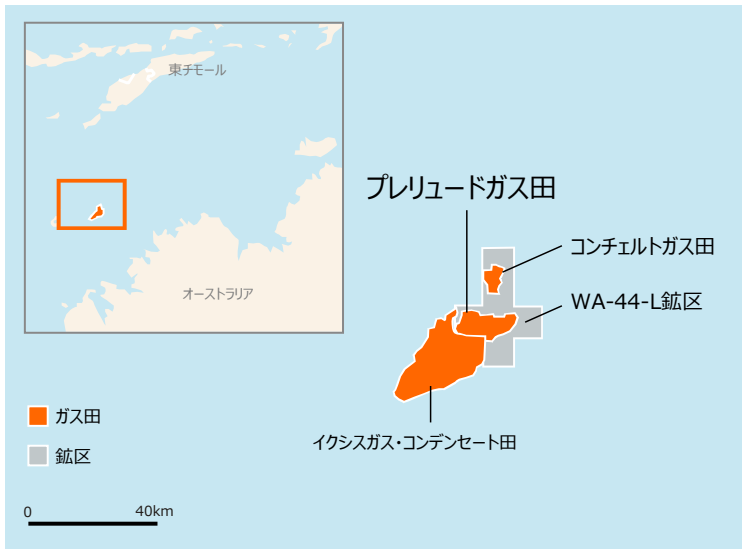 東チモール
オーストラリア
プレリュードガス田
コンチェルトガス田
WA-44-L鉱区
イクシスガス・コンデンセート田
ガス田
鉱区
0 40km